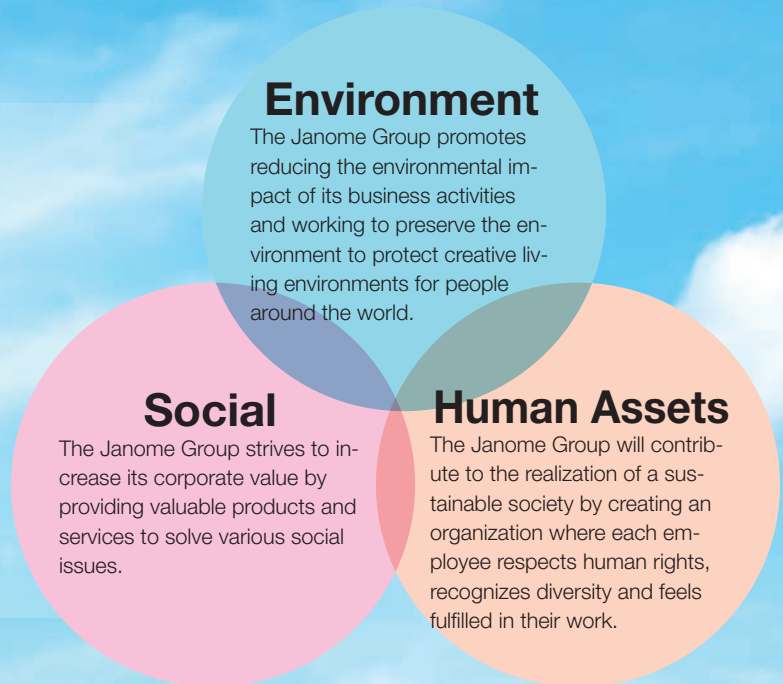 Environment
The Janome Group promotes
reducing the environmental im-
pact of its business activities
and working to preserve the en-
vironment to protect creative liv-
ing environments for people
around the world.
Social
The Janome Group strives to in-
crease its corporate value by
providing valuable products and
services to solve various social
issues.
Human Assets
The Janome Group will contrib-
ute to the realization of a sus-
tainable society by creating an
organization where each em-
ployee respects human rights,
recognizes diversity and feels
fulfilled in their work.